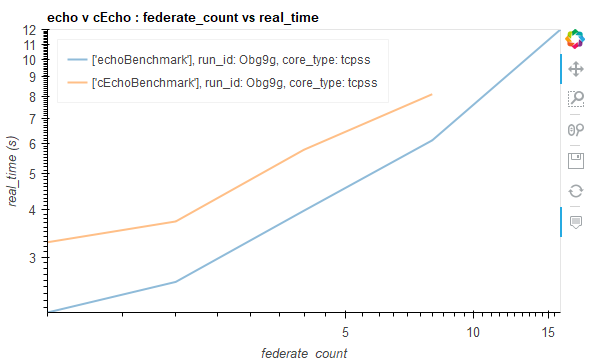 echo v cEcho : federate_count vs real_time
12
11
10
9
8
7
6
5
4
3
real_time (s)
['echoBenchmark'], run_id: Obg9g, core_type: tcpss
['cEchoBenchmark'], run_id: Obg9g, core_type: tcpss
5
10
15
federate_count